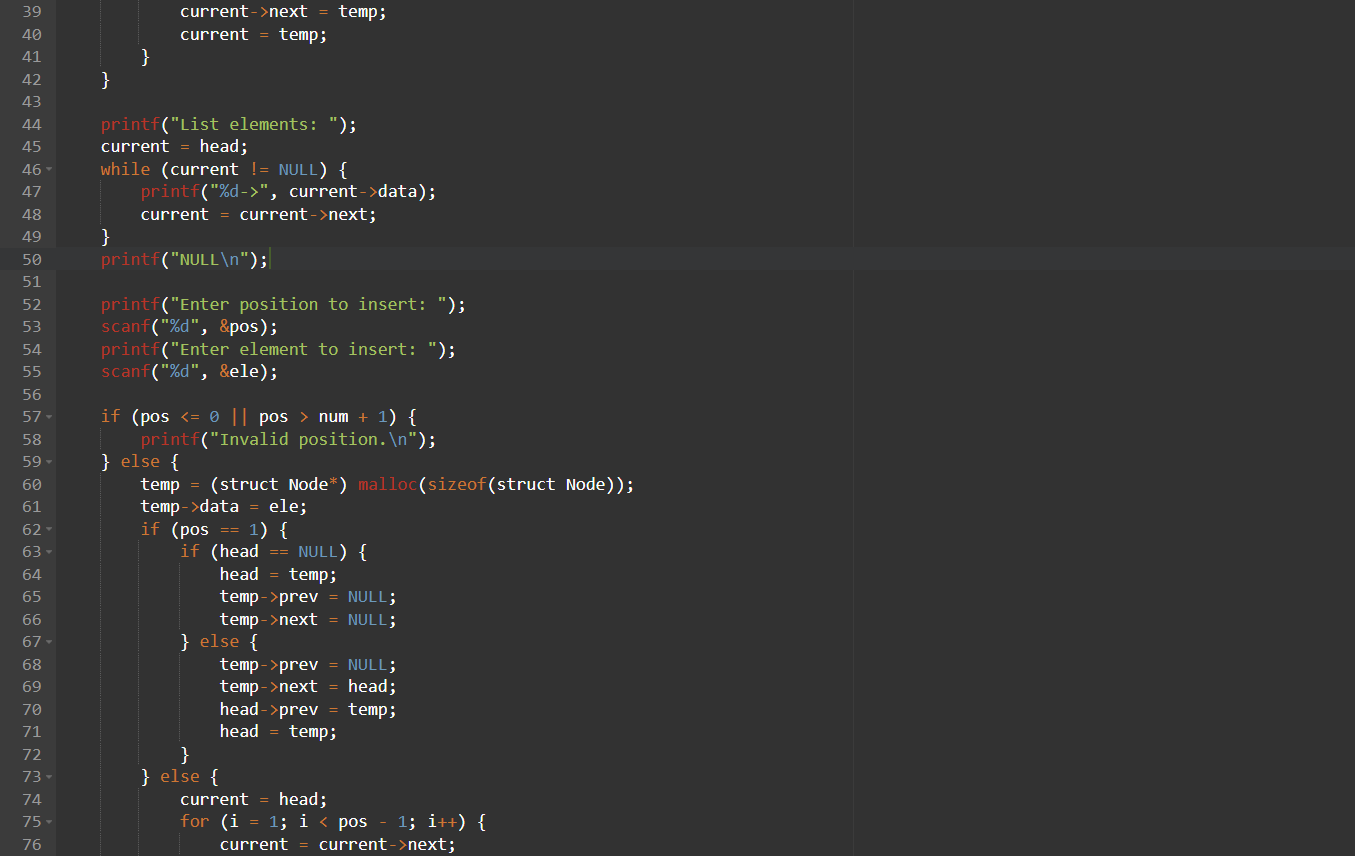 39 current->next = temp;
40 current = temp;
41 }
42 }
43
44 printf("List elements: ");
45 current = head;
46 while (current != NULL) {
47 printf("%d->", current->data);
48 current = current->next;
49 }
50 printf("NULL\n");
51
52 printf("Enter position to insert: ");
53 scanf("%d", &pos);
54 printf("Enter element to insert: ");
55 scanf("%d", &ele);
56
57 if (pos <= 0 || pos > num + 1) {
58 printf("Invalid position.\n");
59 } else {
60 temp = (struct Node*) malloc(sizeof(struct Node));
61 temp->data = ele;
62 if (pos == 1) {
63 if (head == NULL) {
64 head = temp;
65 temp->prev = NULL;
66 temp->next = NULL;
67 } else {
68 temp->prev = NULL;
69 temp->next = head;
70 head->prev = temp;
71 head = temp;
72 }
73 } else {
74 current = head;
75 for (i = 1; i < pos - 1; i++) {
76 current = current->next;